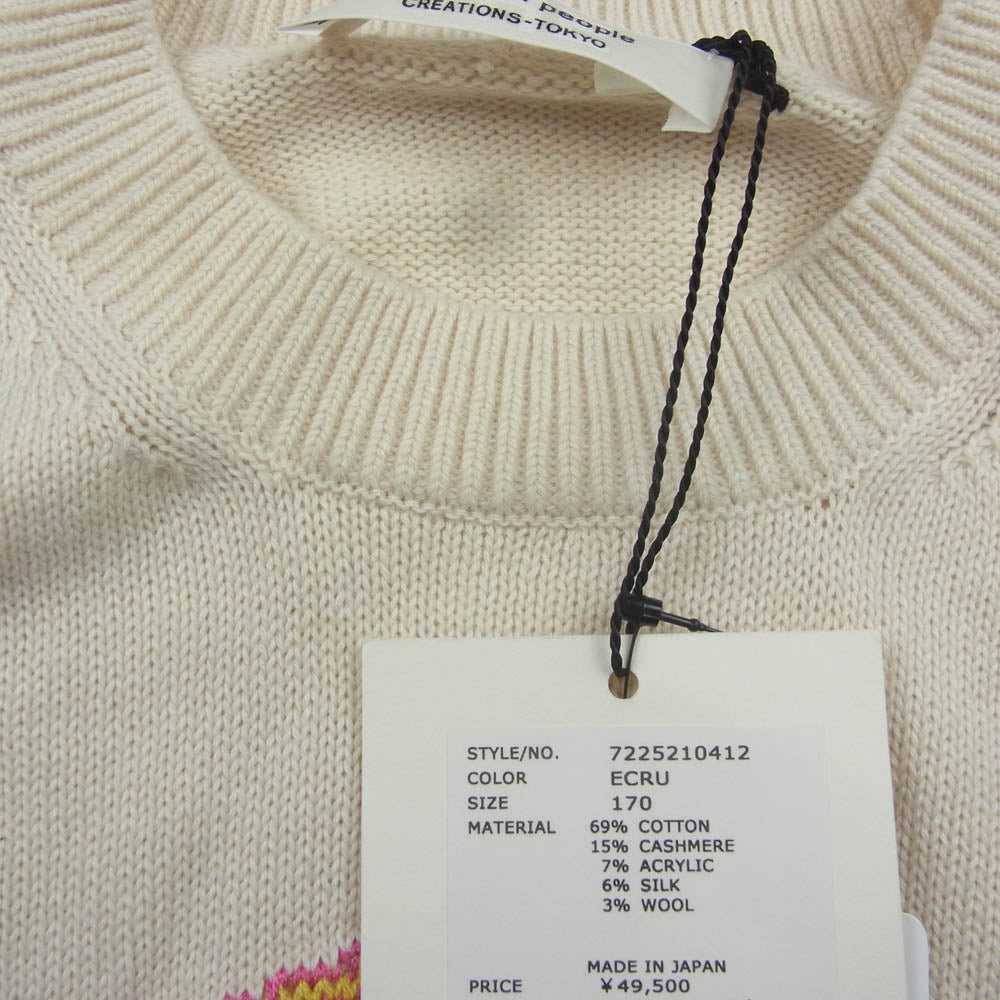 people
CREATIONS-TOKYO
STYLE/NO. 7225210412
COLOR ECRU
SIZE 170
MATERIAL 69% COTTON
15% CASHMERE
7% ACRYLIC
6% SILK
3% WOOL
MADE IN JAPAN
PRICE ¥49,500